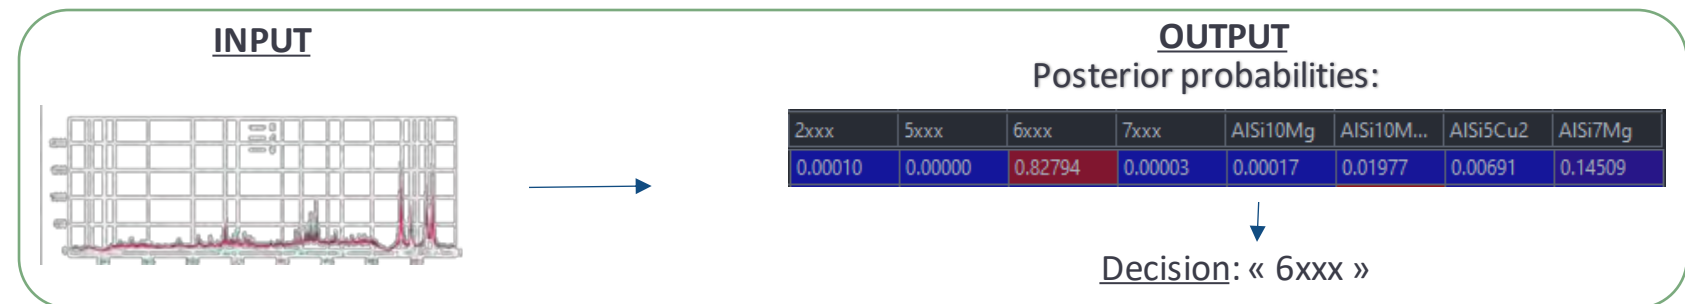 INPUT
OUTPUT
Posterior probabilities:
2xxx 5xxx 6xxx 7xxx AlSi10Mg AlSi10M... AlSi5Cu2 AlSi7Mg
0.00010 0.00000 0.82794 0.00003 0.00017 0.01977 0.00691 0.14509
Decision: « 6xxx »